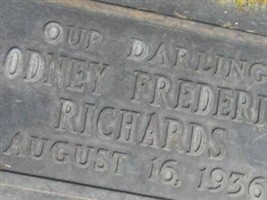 OUR DARLING
ODNEY FREDERI
RICHARDS
AUGUST 16, 1936